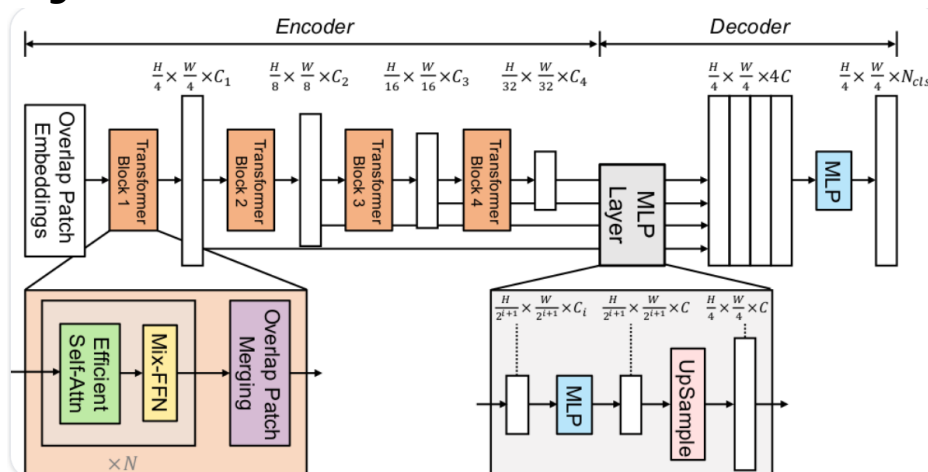 Encoder
Decoder
H/4 × W/4 × C₁
H/8 × W/8 × C₂
H/16 × W/16 × C₃
H/32 × W/32 × C₄
H/4 × W/4 × 4C
H/4 × W/4 × N_cls
Overlap Patch
Embeddings
Transformer
Block 1
Transformer
Block 2
Transformer
Block 3
Transformer
Block 4
MLP
Layer
MLP
Efficient
Self-Attn
Mix-FFN
Overlap Patch
Merging
×N
H/2^{i+1} × W/2^{i+1} × C_i
H/2^{i+1} × W/2^{i+1} × C
H/4 × W/4 × C
MLP
UpSample